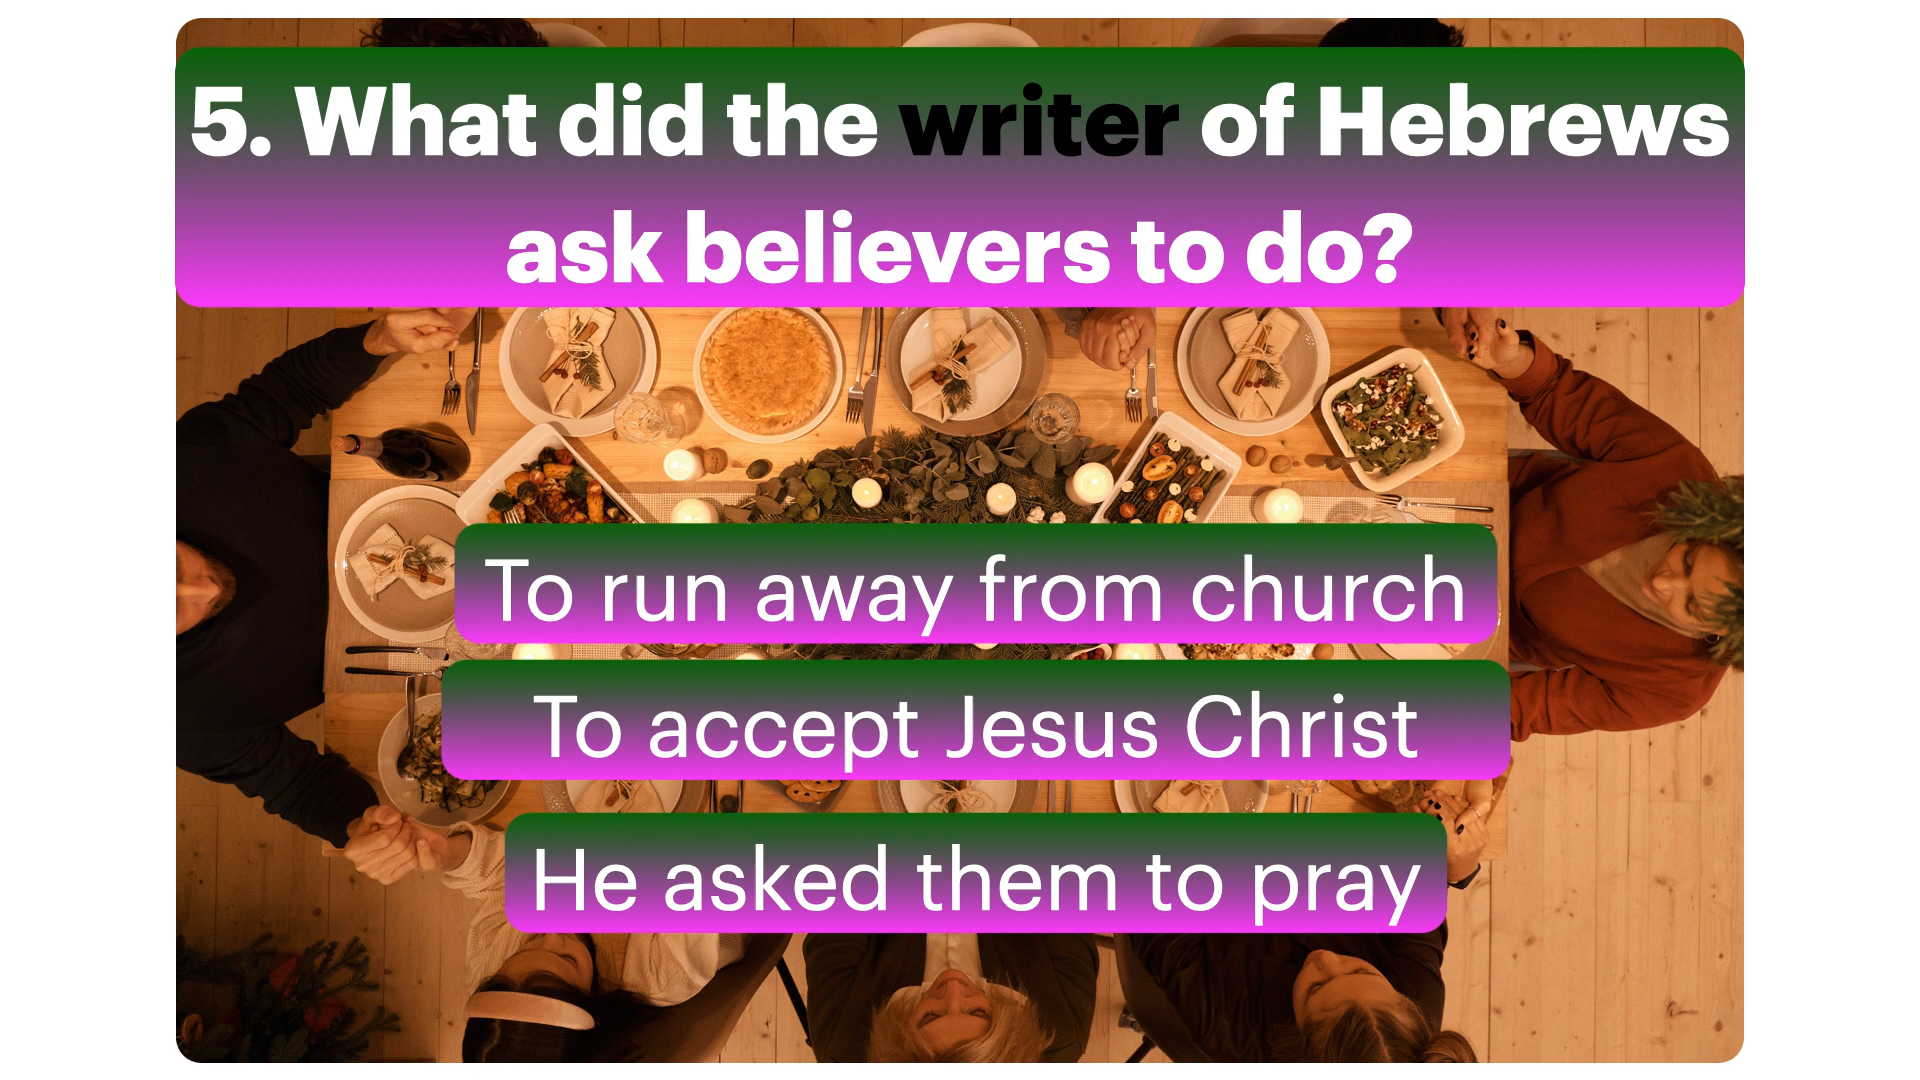 5. What did the writer of Hebrews
ask believers to do?
To run away from church
To accept Jesus Christ
He asked them to pray